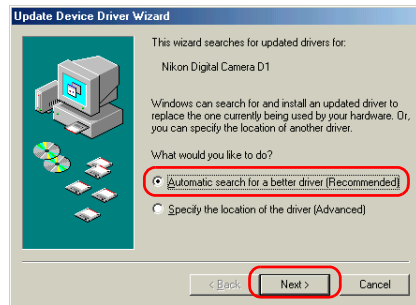 Update Device Driver Wizard
This wizard searches for updated drivers for:
Nikon Digital Camera D1
Windows can search for and install an updated driver to
replace the one currently being used by your hardware. Or,
you can specify the location of another driver.
What would you like to do?
Automatic search for a better driver (Recommended)
Specify the location of the driver (Advanced)
< Back
Next >
Cancel